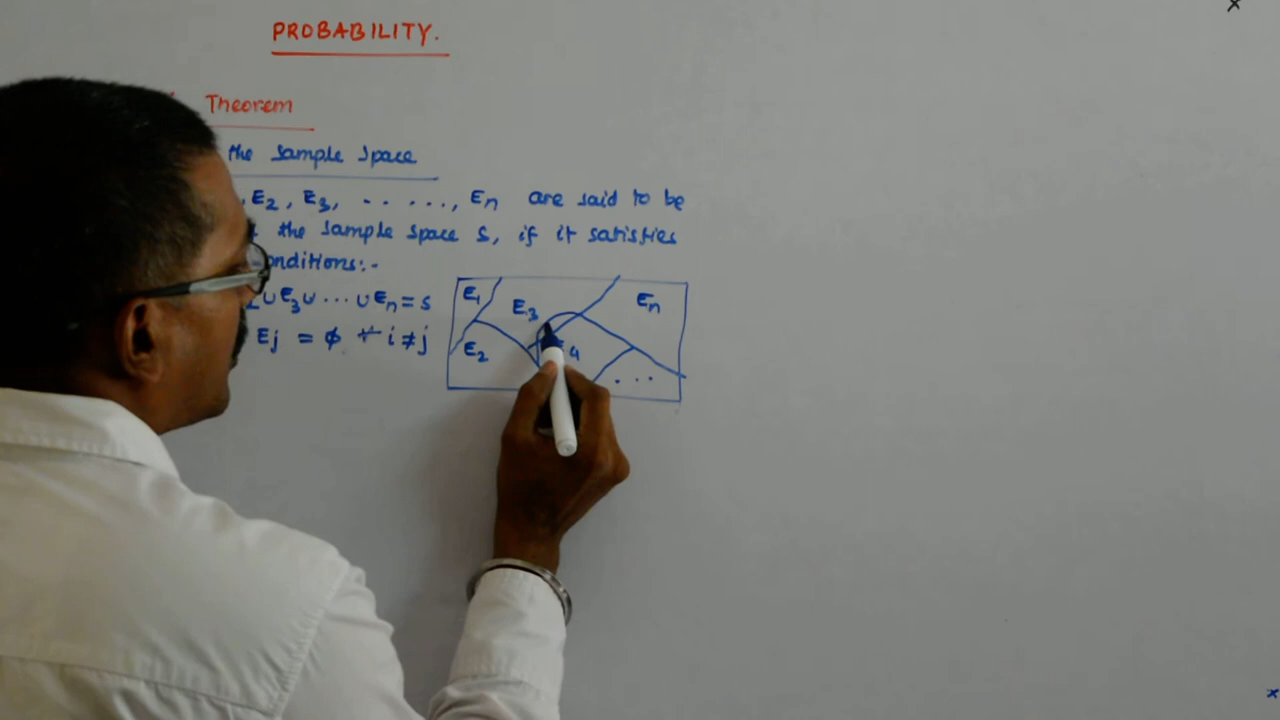 PROBABILITY.
Theorem
the sample space
, E2, E3, ......, En are said to be
the sample space S, if it satisfies
onditions:-
∪E3∪ ... ∪En = S
Ej = φ ∀ i ≠ j
E1
E3
En
E2
4
...